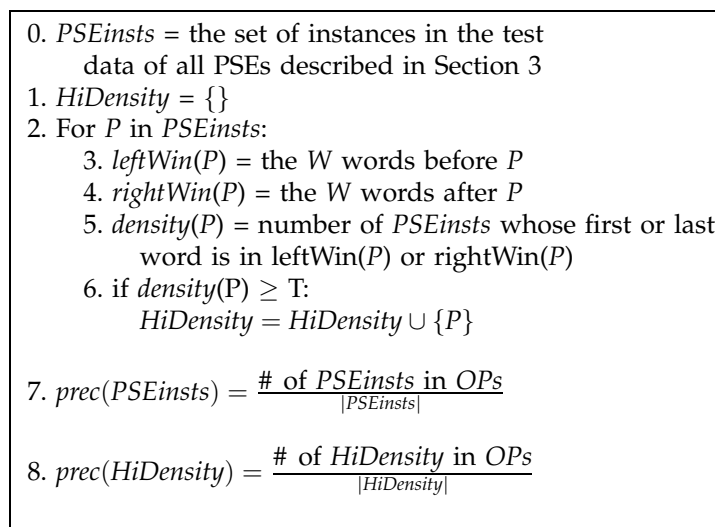 0. PSEinsts = the set of instances in the test
data of all PSEs described in Section 3
1. HiDensity = {}
2. For P in PSEinsts:
3. leftWin(P) = the W words before P
4. rightWin(P) = the W words after P
5. density(P) = number of PSEinsts whose first or last
word is in leftWin(P) or rightWin(P)
6. if density(P) ≥ T:
HiDensity = HiDensity ∪ {P}
7. prec(PSEinsts) = # of PSEinsts in OPs / |PSEinsts|
8. prec(HiDensity) = # of HiDensity in OPs / |HiDensity|